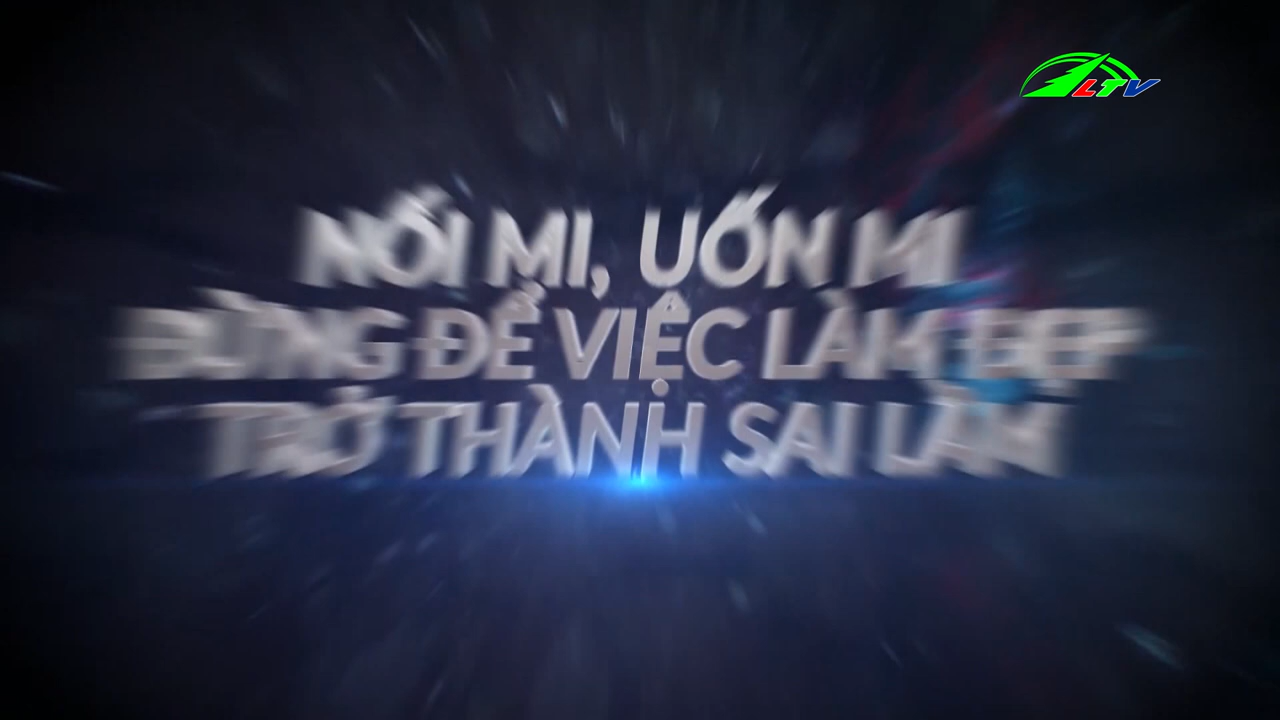 LTV
NỐI MI, UỐN MI
ĐỪNG ĐỂ VIỆC LÀM ĐẸP
TRỞ THÀNH SAI LẦM